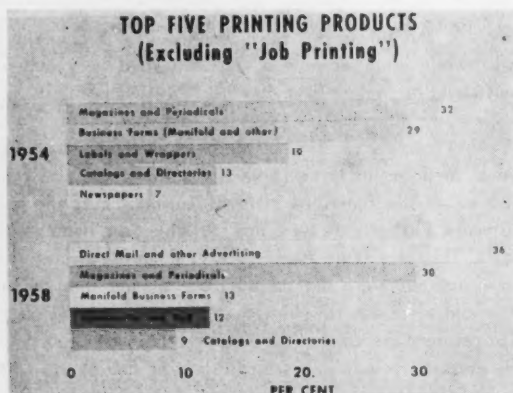 TOP FIVE PRINTING PRODUCTS
(Excluding "Job Printing")
1954
Magazines and Periodicals 32
Business Forms (Manifold and other) 29
Labels and Wrappers
Catalogs and Directories 13
Newspapers 7
1958
Direct Mail and other Advertising 36
Magazines and Periodicals 30
Manifold Business Forms 13
12
9 Catalogs and Directories
0 10 20 30
PER CENT